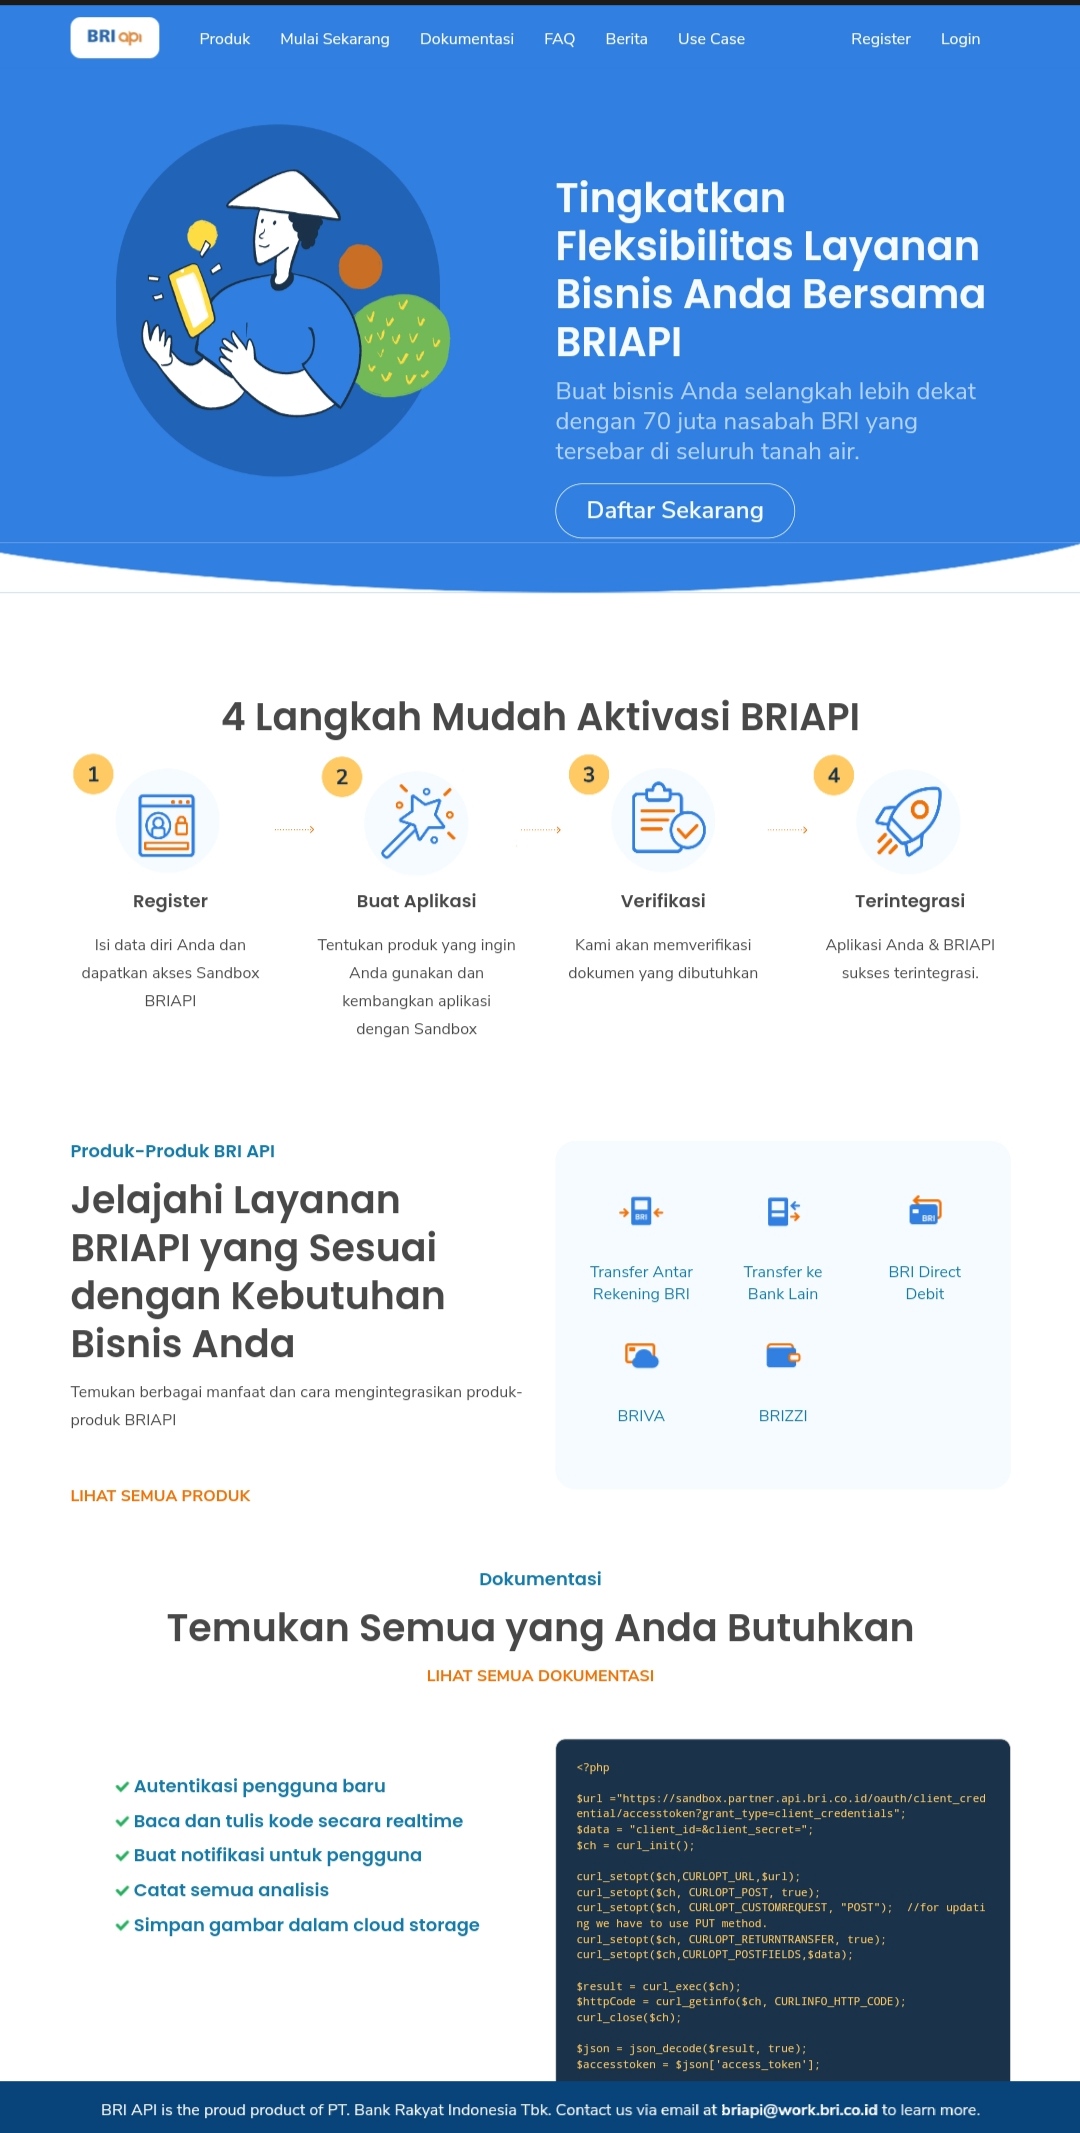 BRI api
Produk
Mulai Sekarang
Dokumentasi
FAQ
Berita
Use Case
Register
Login
Tingkatkan
Fleksibilitas Layanan
Bisnis Anda Bersama
BRIAPI
Buat bisnis Anda selangkah lebih dekat
dengan 70 juta nasabah BRI yang
tersebar di seluruh tanah air.
Daftar Sekarang
4 Langkah Mudah Aktivasi BRIAPI
1
Register
Isi data diri Anda dan
dapatkan akses Sandbox
BRIAPI
2
Buat Aplikasi
Tentukan produk yang ingin
Anda gunakan dan
kembangkan aplikasi
dengan Sandbox
3
Verifikasi
Kami akan memverifikasi
dokumen yang dibutuhkan
4
Terintegrasi
Aplikasi Anda & BRIAPI
sukses terintegrasi.
Produk-Produk BRI API
Jelajahi Layanan
BRIAPI yang Sesuai
dengan Kebutuhan
Bisnis Anda
Temukan berbagai manfaat dan cara mengintegrasikan produk-
produk BRIAPI
LIHAT SEMUA PRODUK
BRI
Transfer Antar
Rekening BRI
Transfer ke
Bank Lain
BRI
BRI Direct
Debit
BRIVA
BRIZZI
Dokumentasi
Temukan Semua yang Anda Butuhkan
LIHAT SEMUA DOKUMENTASI
Autentikasi pengguna baru
Baca dan tulis kode secara realtime
Buat notifikasi untuk pengguna
Catat semua analisis
Simpan gambar dalam cloud storage
<?php
$url ="https://sandbox.partner.api.bri.co.id/oauth/client_cred
ential/accesstoken?grant_type=client_credentials";
$data = "client_id=&client_secret=";
$ch = curl_init();
curl_setopt($ch,CURLOPT_URL,$url);
curl_setopt($ch, CURLOPT_POST, true);
curl_setopt($ch, CURLOPT_CUSTOMREQUEST, "POST");  //for updati
ng we have to use PUT method.
curl_setopt($ch, CURLOPT_RETURNTRANSFER, true);
curl_setopt($ch,CURLOPT_POSTFIELDS,$data);
$result = curl_exec($ch);
$httpCode = curl_getinfo($ch, CURLINFO_HTTP_CODE);
curl_close($ch);
$json = json_decode($result, true);
$accesstoken = $json['access_token'];
BRI API is the proud product of PT. Bank Rakyat Indonesia Tbk. Contact us via email at briapi@work.bri.co.id to learn more.